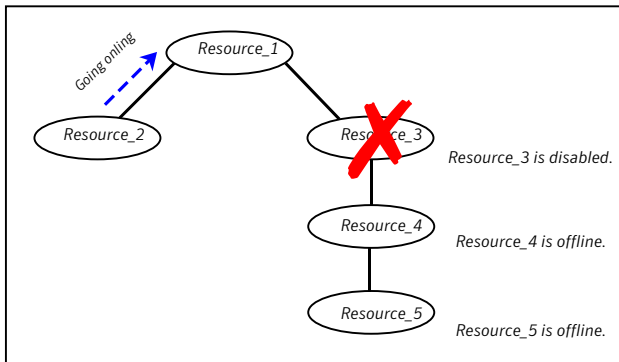 Going onling
Resource_1
Resource_2
Resource_3
Resource_3 is disabled.
Resource_4
Resource_4 is offline.
Resource_5
Resource_5 is offline.